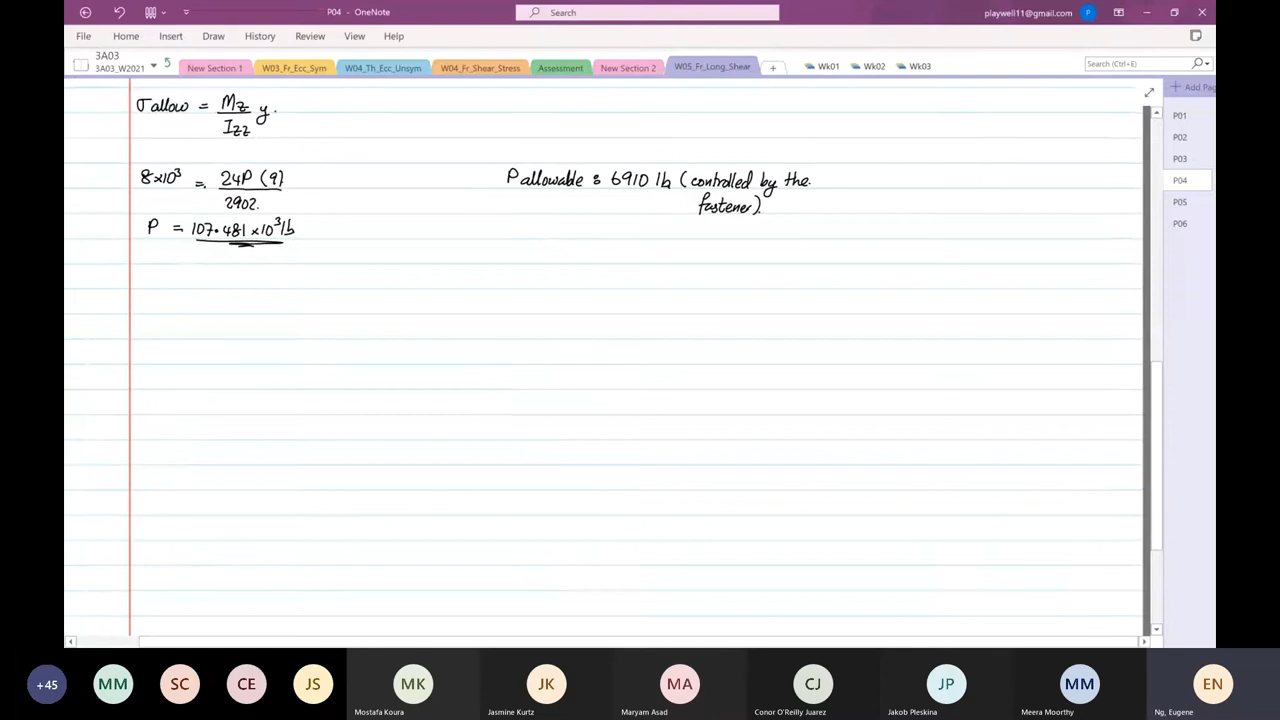 P04 - OneNote
Search
playwell11@gmail.com
P
File Home Insert Draw History Review View Help
3A03
3A03_W2021
New Section 1
W03_Fr_Ecc_Sym
W04_Th_Ecc_Unsym
W04_Fr_Shear_Stress
Assessment
New Section 2
W05_Fr_Long_Shear
+
Wk01
Wk02
Wk03
Search (Ctrl+E)
Add Pag
P01
P02
P03
P04
P05
P06
σallow = Mz/Izz y.
8×10³ = 24P (9)/2902.
P = 107.481×10³ lb
P allowable : 6910 lb (controlled by the
fastener).
+45
MM
SC
CE
JS
MK
JK
MA
CJ
JP
MM
EN
Mostafa Koura
Jasmine Kurtz
Maryam Asad
Conor O'Reilly Juarez
Jakob Pleskina
Meera Moorthy
Ng, Eugene